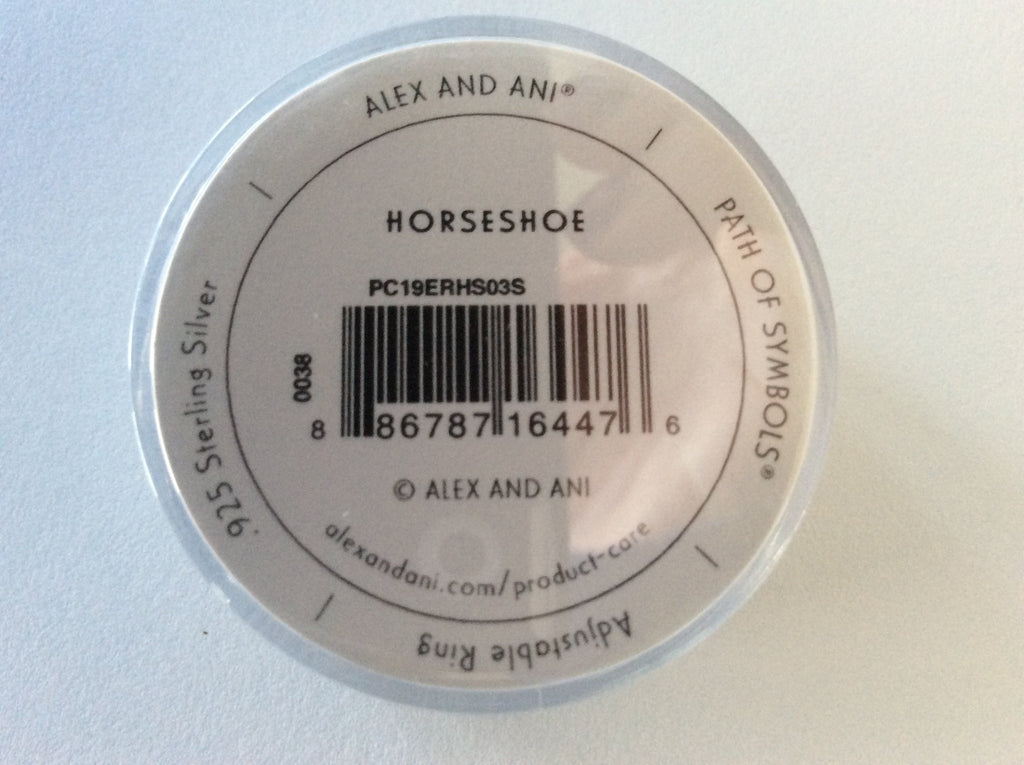 ALEX AND ANI®
PATH OF SYMBOLS®
Adjustable Ring
.925 Sterling Silver
HORSESHOE
PC19ERHS03S
0038
8 86787 16447 6
© ALEX AND ANI
alexandani.com/product-care